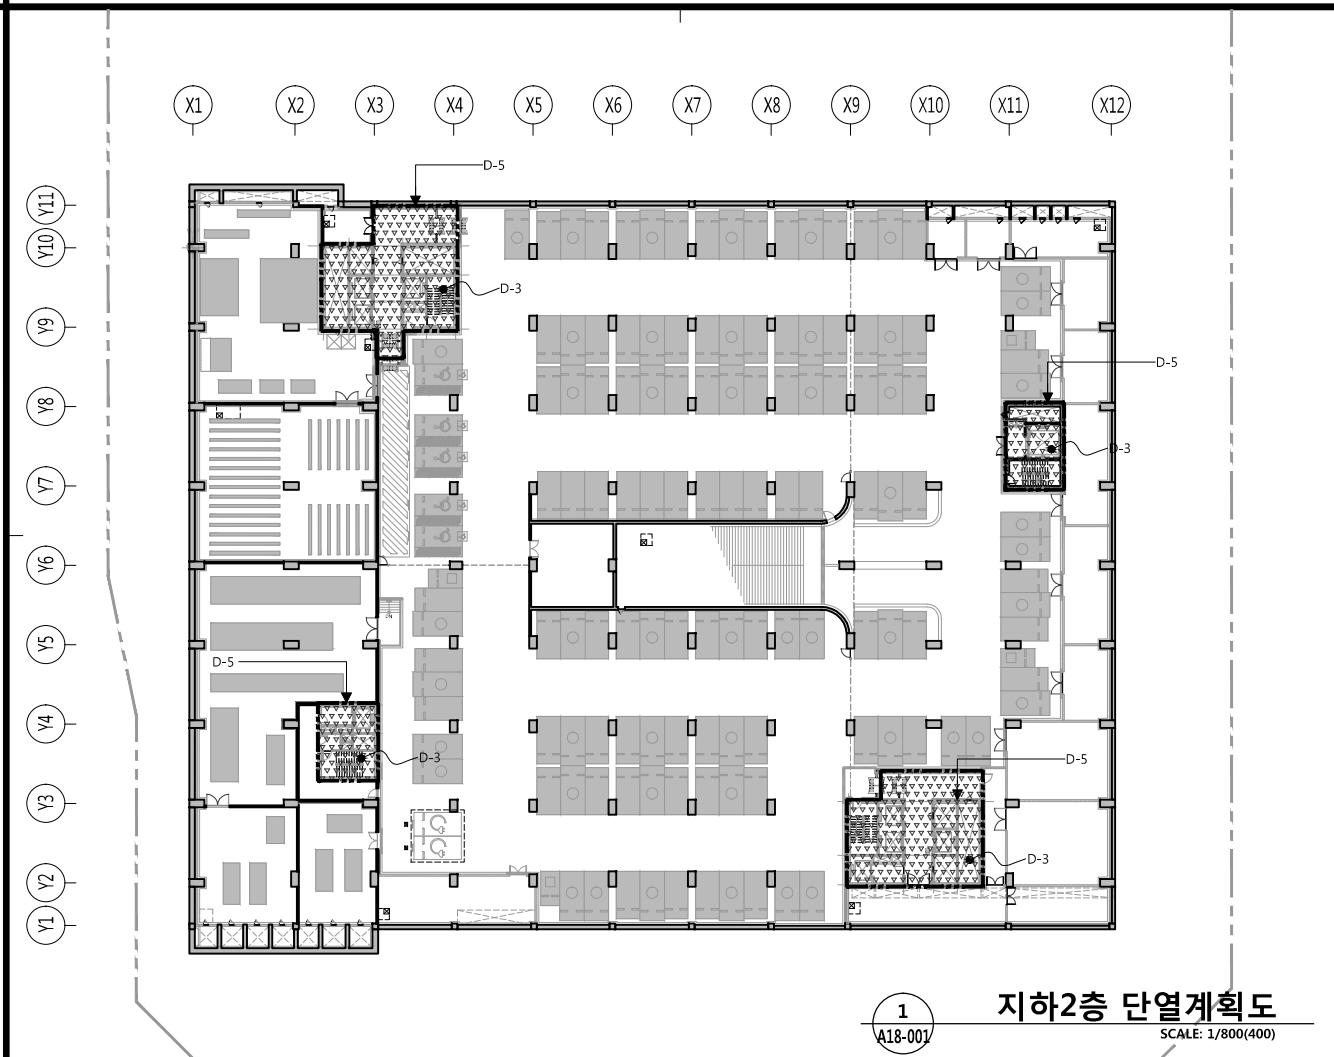 X1 X2 X3 X4 X5 X6 X7 X8 X9 X10 X11 X12
D-5
Y11
Y10
D-3
Y9
D-5
Y8
D-3
Y7
Y6
Y5
D-5
Y4
D-3
D-5
Y3
D-3
Y2
Y1
1
A18-001
지하2층 단열계획도
SCALE: 1/800(400)